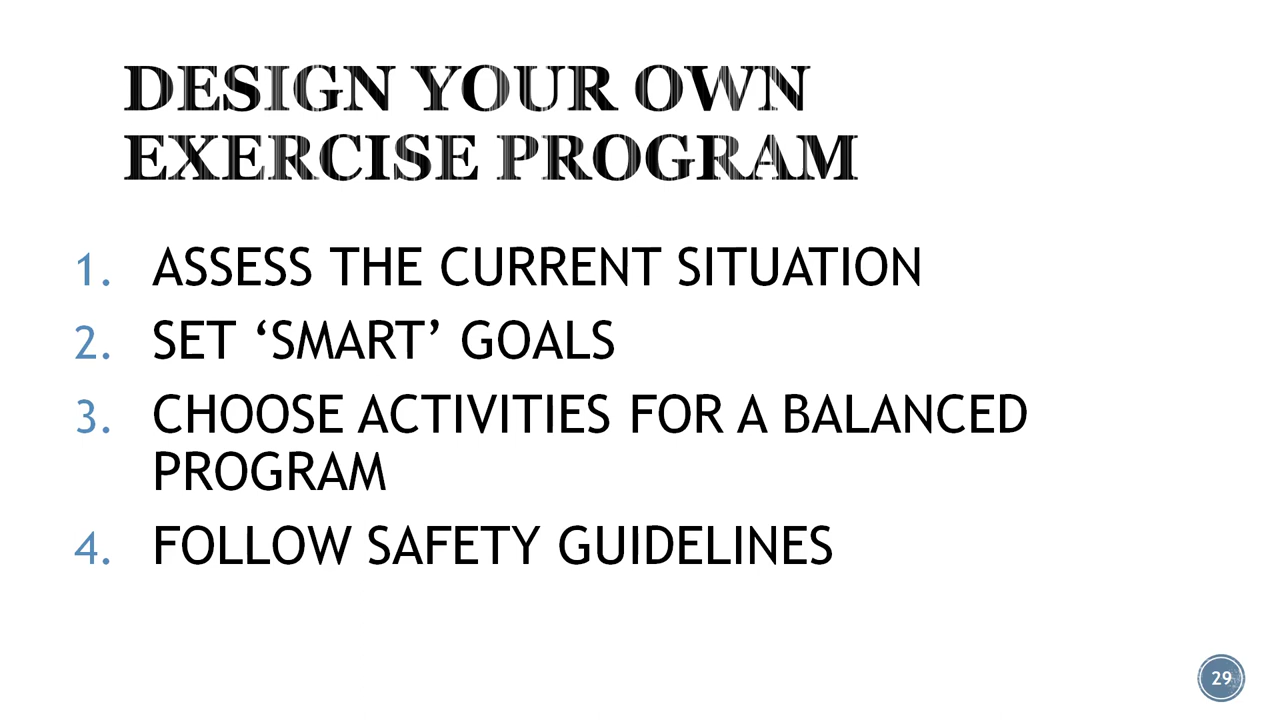 DESIGN YOUR OWN
EXERCISE PROGRAM
1. ASSESS THE CURRENT SITUATION
2. SET ‘SMART’ GOALS
3. CHOOSE ACTIVITIES FOR A BALANCED
PROGRAM
4. FOLLOW SAFETY GUIDELINES
29